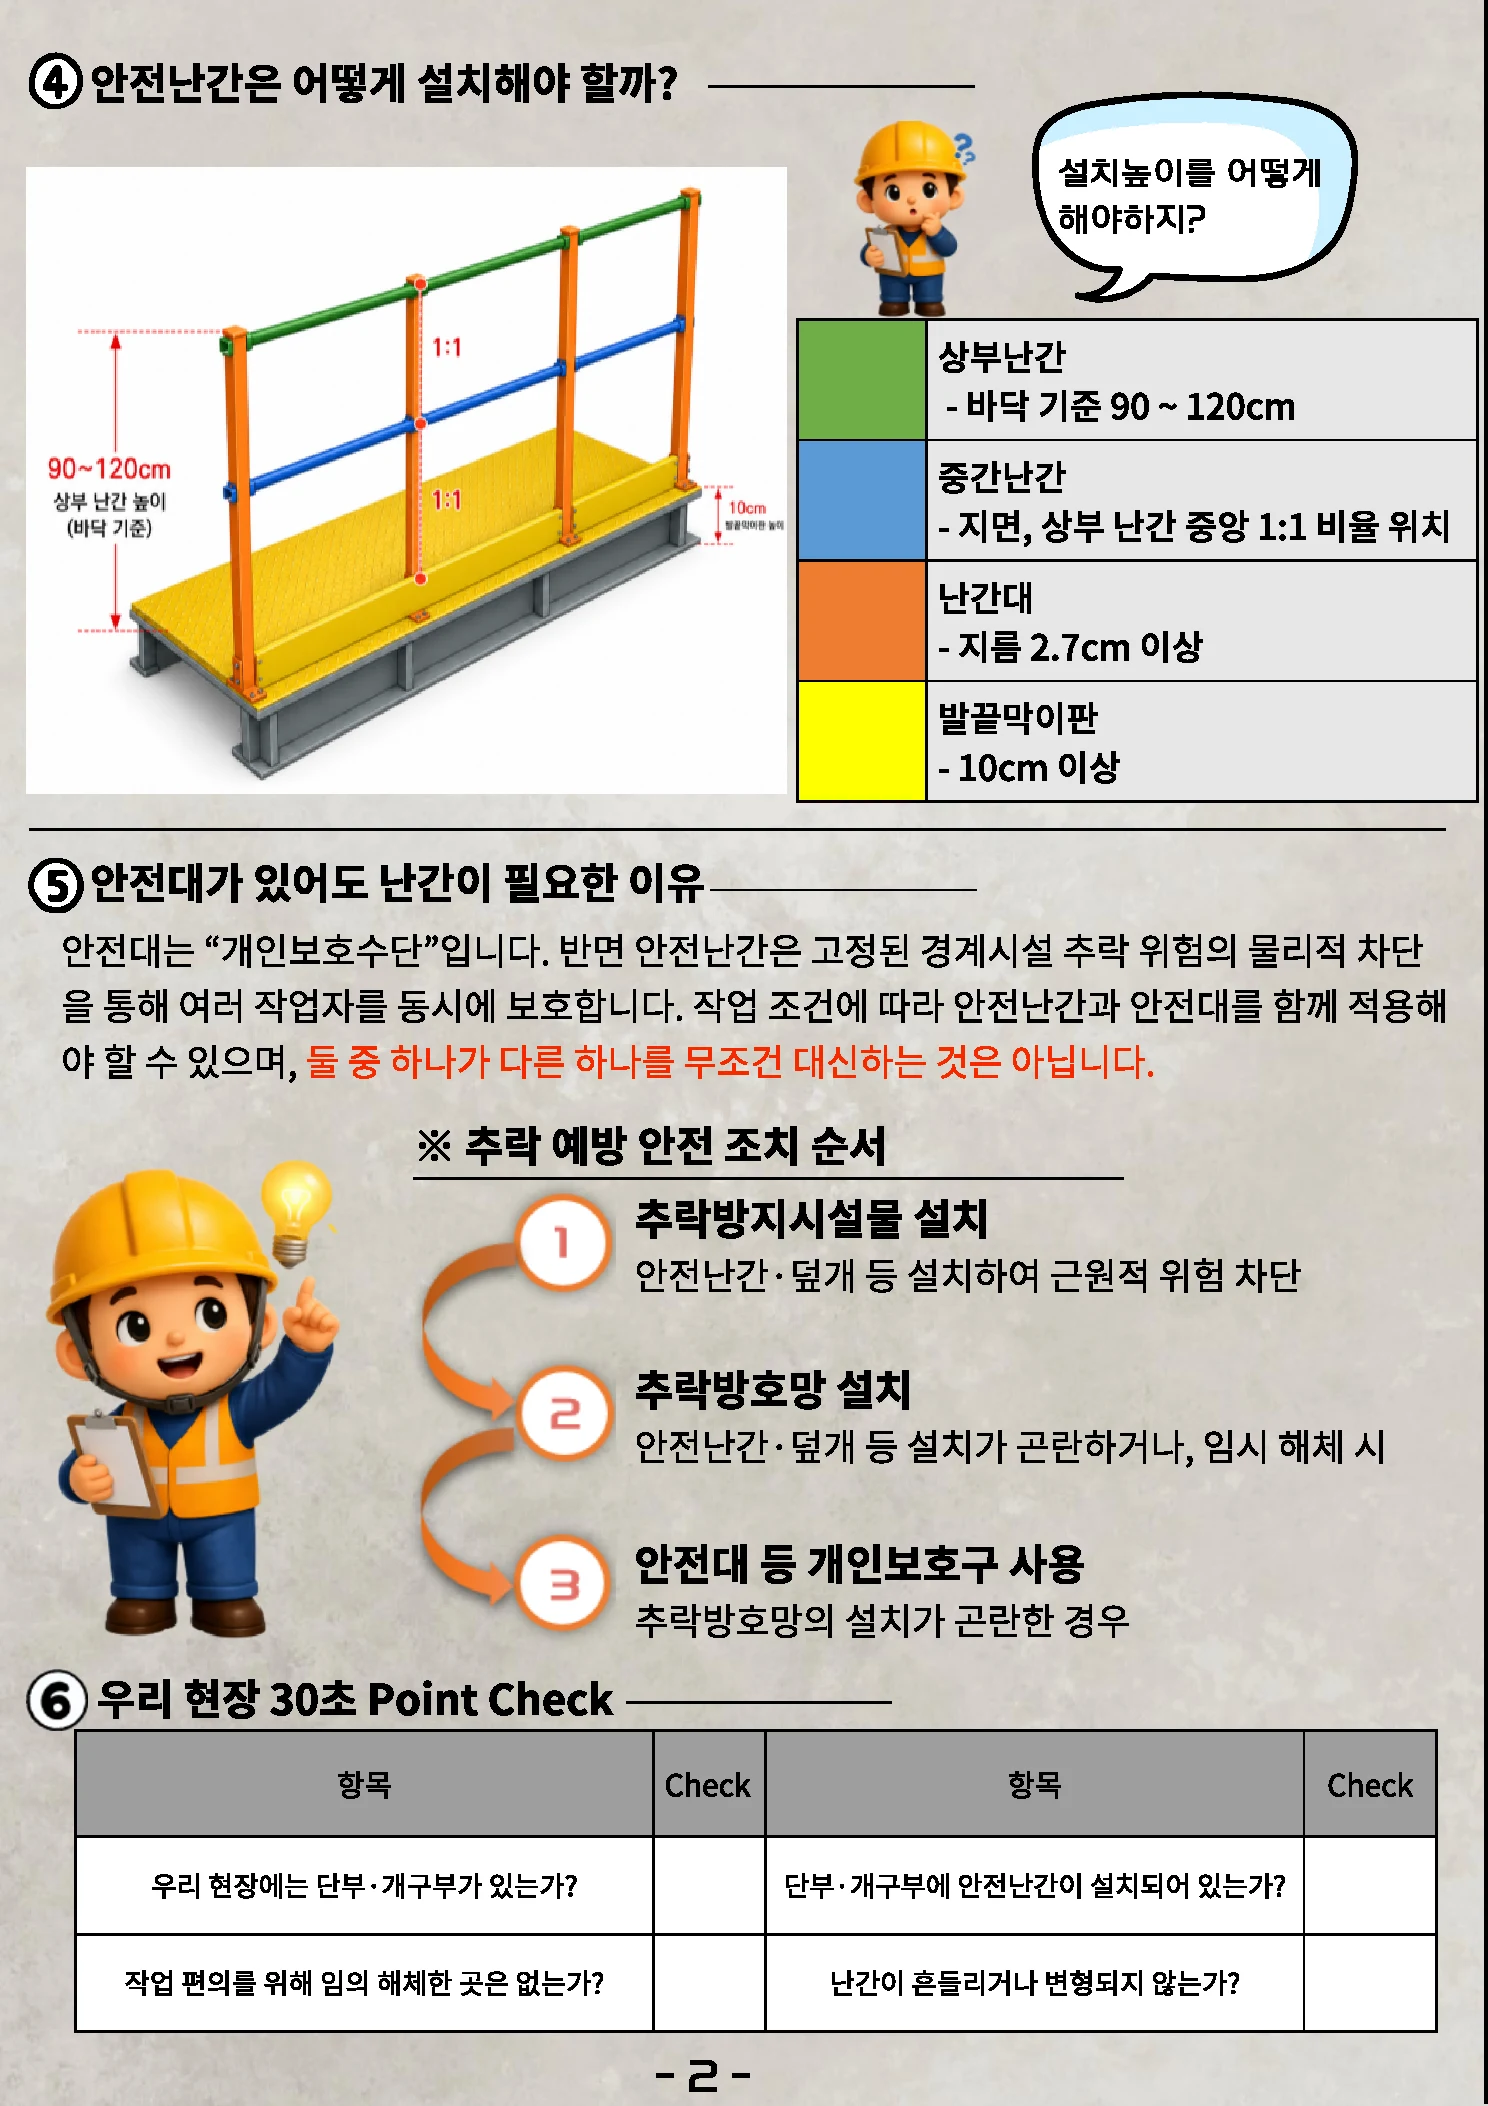 ④ 안전난간은 어떻게 설치해야 할까?
설치높이를 어떻게
해야하지?
1:1
1:1
90~120cm
상부 난간 높이
(바닥 기준)
10cm
발끝막이판 높이
상부난간
- 바닥 기준 90 ~ 120cm
중간난간
- 지면, 상부 난간 중앙 1:1 비율 위치
난간대
- 지름 2.7cm 이상
발끝막이판
- 10cm 이상
⑤ 안전대가 있어도 난간이 필요한 이유
안전대는 “개인보호수단”입니다. 반면 안전난간은 고정된 경계시설 추락 위험의 물리적 차단
을 통해 여러 작업자를 동시에 보호합니다. 작업 조건에 따라 안전난간과 안전대를 함께 적용해
야 할 수 있으며, 둘 중 하나가 다른 하나를 무조건 대신하는 것은 아닙니다.
※ 추락 예방 안전 조치 순서
1 추락방지시설물 설치
안전난간·덮개 등 설치하여 근원적 위험 차단
2 추락방호망 설치
안전난간·덮개 등 설치가 곤란하거나, 임시 해체 시
3 안전대 등 개인보호구 사용
추락방호망의 설치가 곤란한 경우
⑥ 우리 현장 30초 Point Check
항목 Check 항목 Check
우리 현장에는 단부·개구부가 있는가? 단부·개구부에 안전난간이 설치되어 있는가?
작업 편의를 위해 임의 해체한 곳은 없는가? 난간이 흔들리거나 변형되지 않는가?
- 2 -